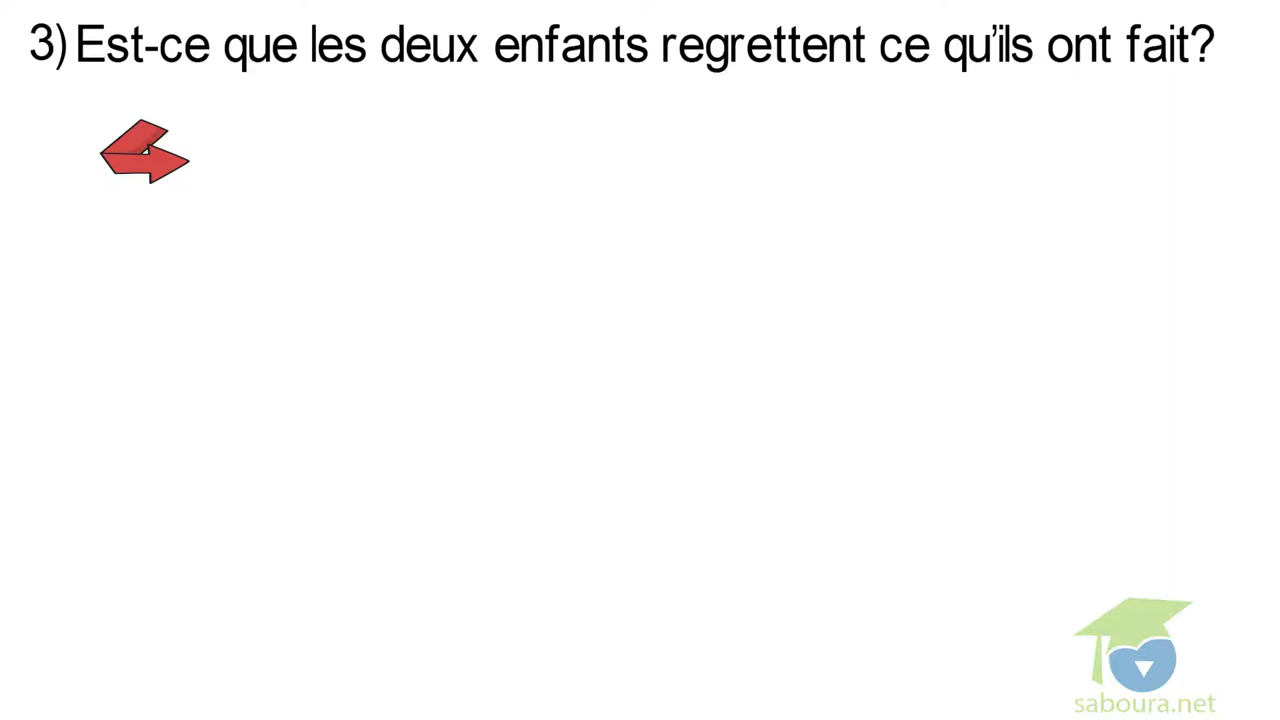 3) Est-ce que les deux enfants regrettent ce qu'ils ont fait?
saboura.net